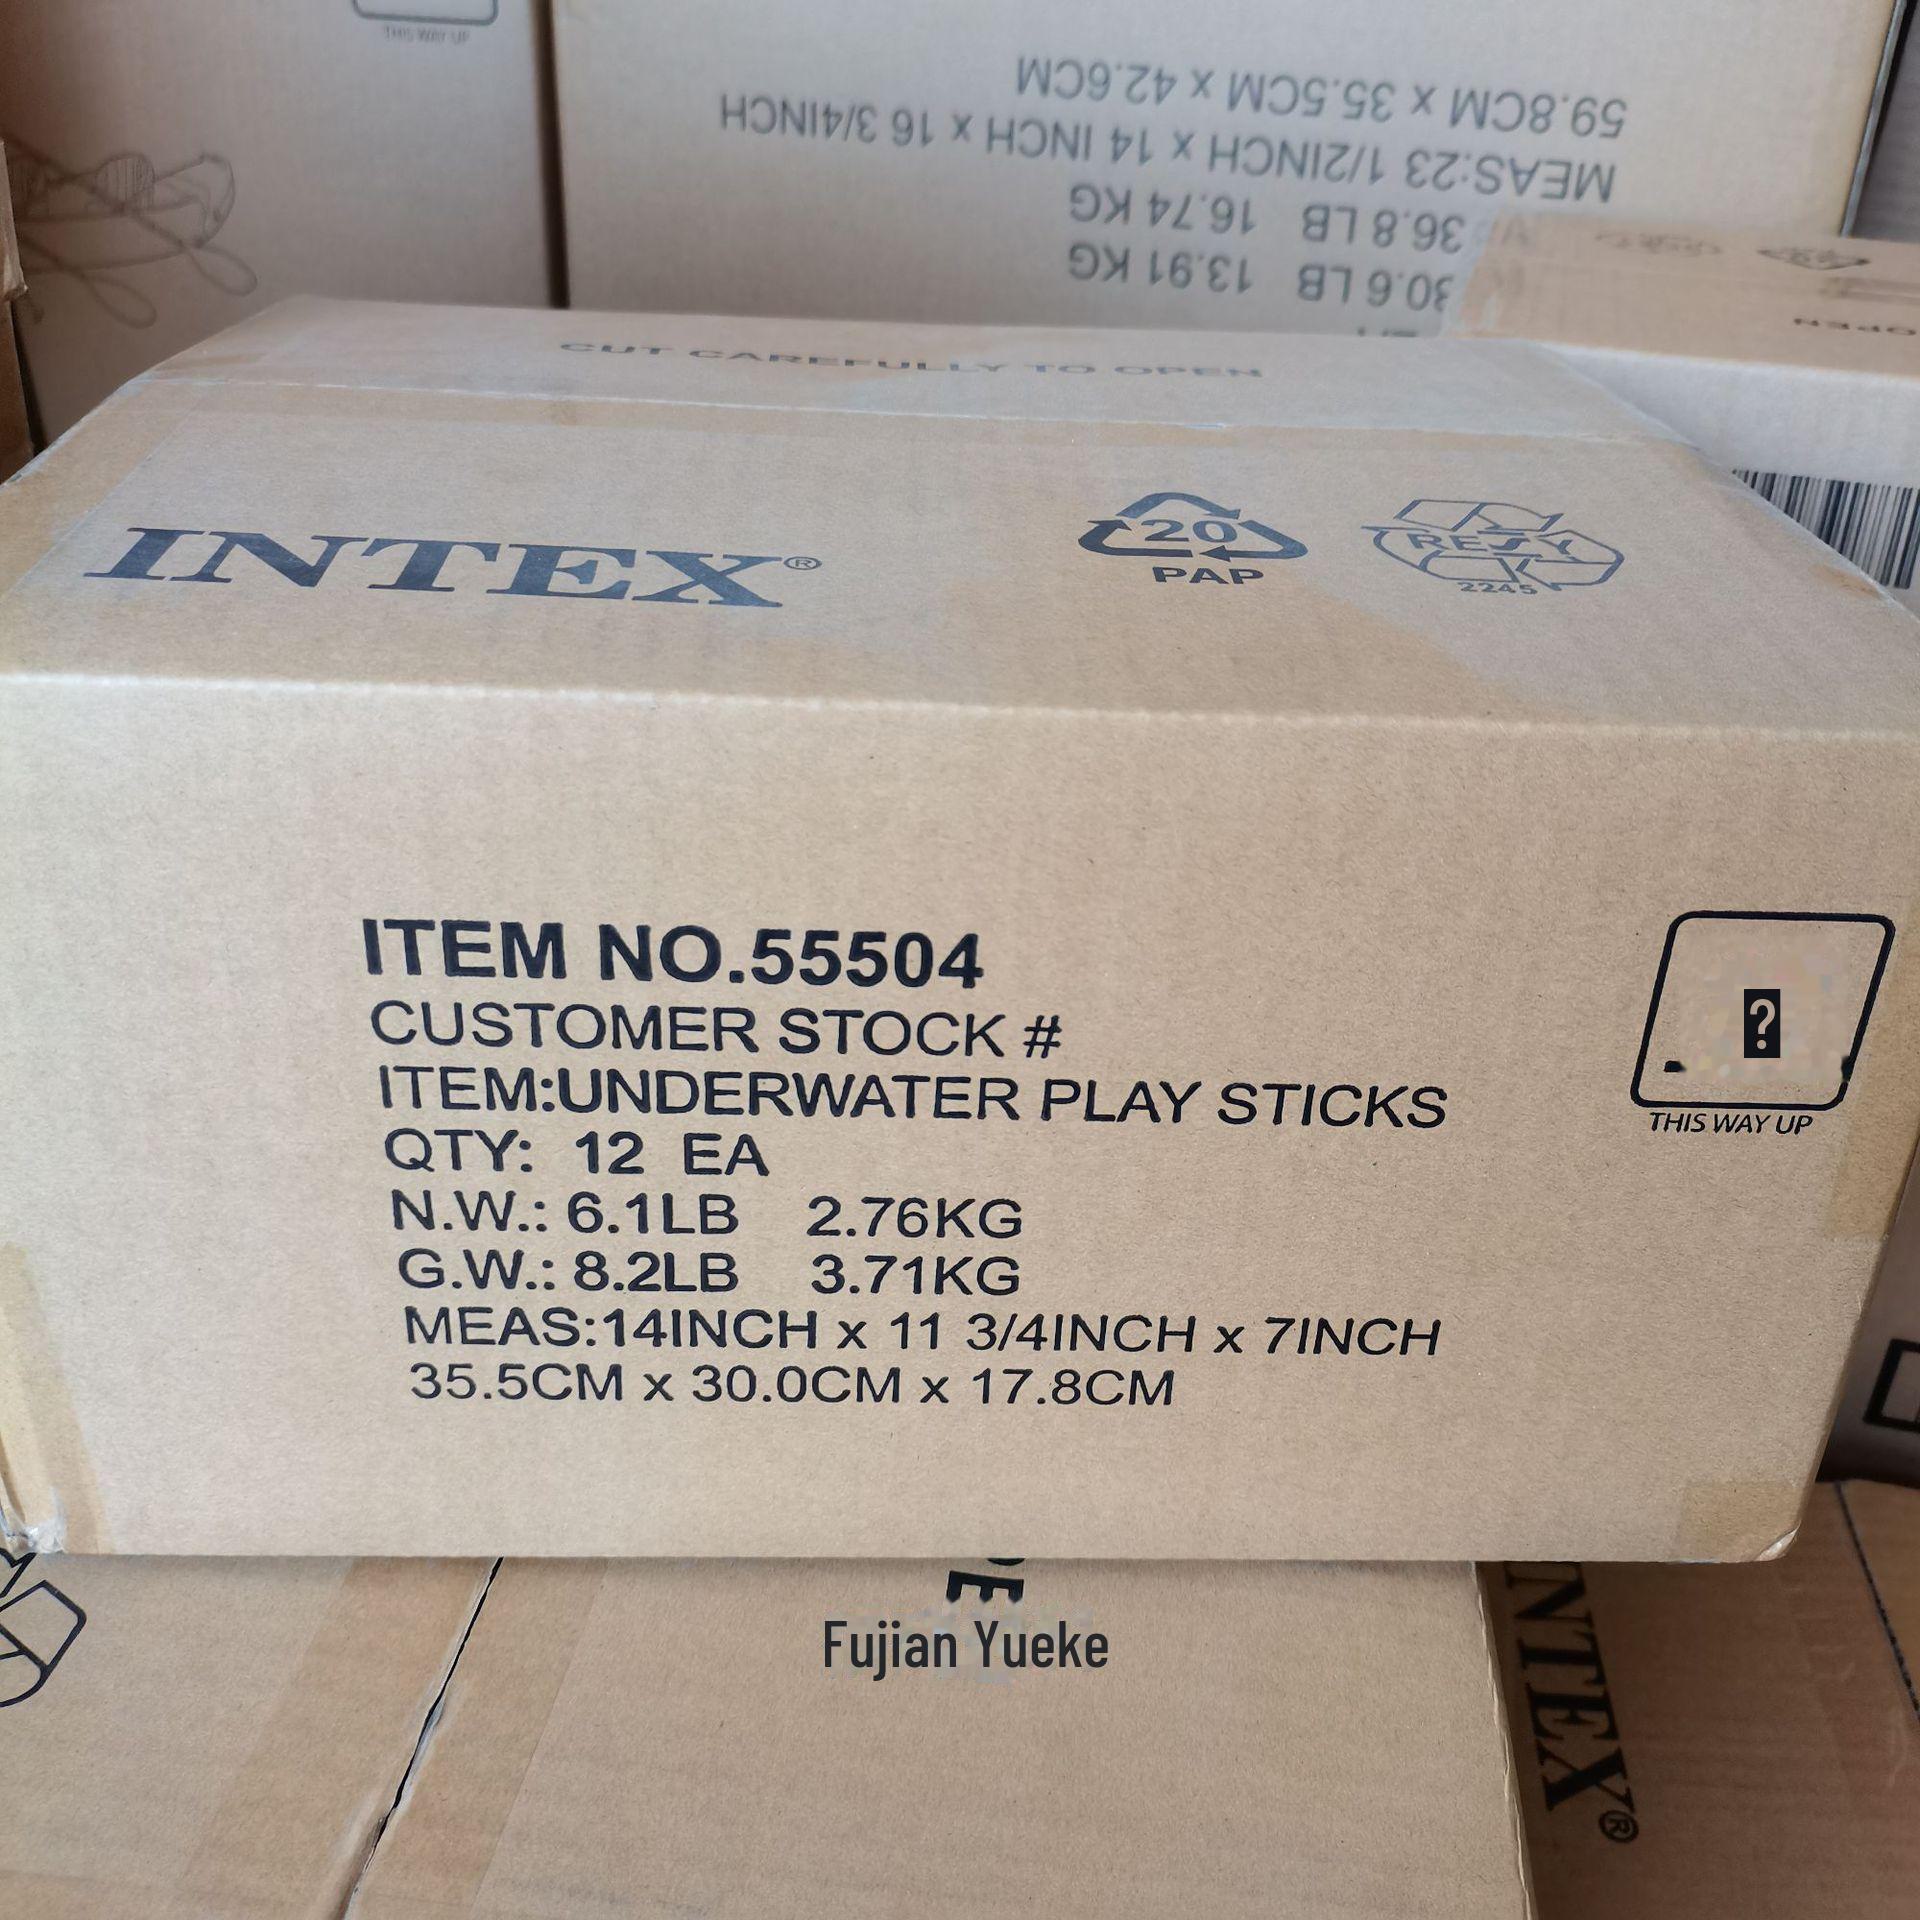 THIS WAY UP
59.8CM x 35.5CM x 42.6CM
MEAS:23 1/2INCH x 14 INCH x 16 3/4INCH
36.8 LB 16.74 KG
30.6 LB 13.91 KG
OPEN
CUT CAREFULLY TO OPEN
INTEX®
20
PAP
RESY
2245
ITEM NO.55504
CUSTOMER STOCK #
ITEM:UNDERWATER PLAY STICKS
QTY: 12 EA
N.W.: 6.1LB 2.76KG
G.W.: 8.2LB 3.71KG
MEAS:14INCH x 11 3/4INCH x 7INCH
35.5CM x 30.0CM x 17.8CM
?
THIS WAY UP
Fujian Yueke
INTEX®